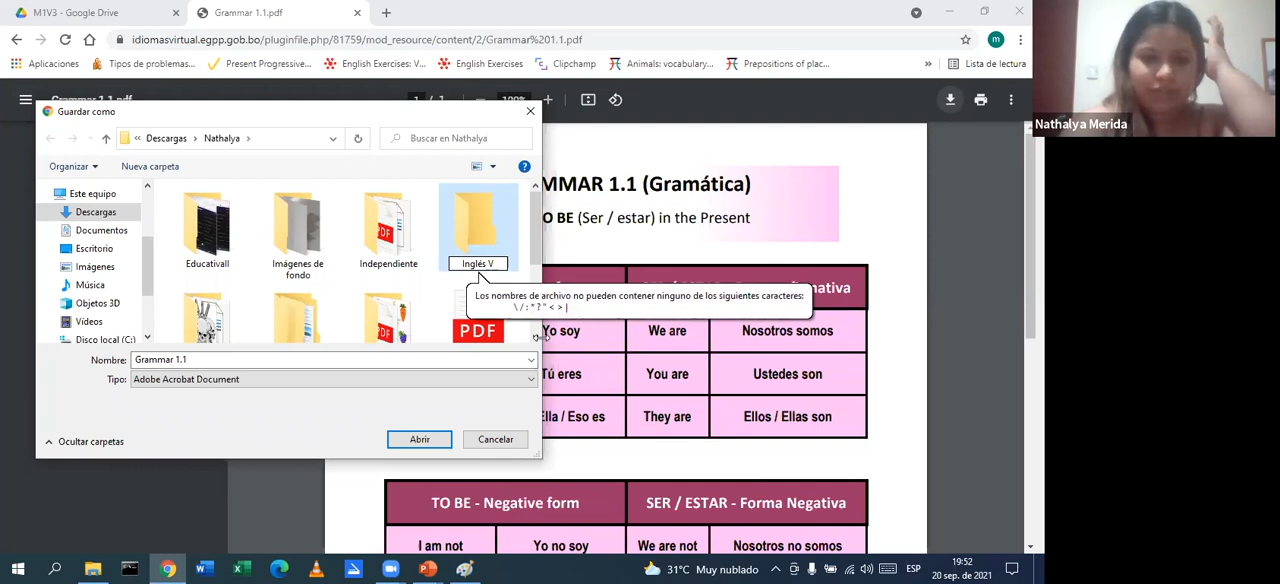 M1V3 - Google Drive
Grammar 1.1.pdf
idiomasvirtual.egpp.gob.bo/pluginfile.php/81759/mod_resource/content/2/Grammar%201.1.pdf
m
Aplicaciones
Tipos de problemas...
Present Progressive...
English Exercises: V...
English Exercises
Clipchamp
Animals: vocabulary...
Prepositions of plac...
»
Lista de lectura
Nathalya Merida
Guardar como
Descargas
Nathalya
Buscar en Nathalya
Organizar
Nueva carpeta
Este equipo
Descargas
Documentos
Escritorio
Imágenes
Música
Objetos 3D
Vídeos
Disco local (C:)
Educativall
Imágenes de
fondo
Independiente
Inglés V
PDF
PDF
Los nombres de archivo no pueden contener ninguno de los siguientes caracteres:
\ / : * ? " < > |
Nombre:
Grammar 1.1
Tipo:
Adobe Acrobat Document
Ocultar carpetas
Abrir
Cancelar
1.1 (Gramática)
TO BE (Ser / estar) in the Present
Yo soy
We are
Nosotros somos
Tú eres
You are
Ustedes son
Ella / Eso es
They are
Ellos / Ellas son
TO BE - Negative form
SER / ESTAR - Forma Negativa
I am not
Yo no soy
We are not
Nosotros no somos
31°C Muy nublado
ESP
19:52
20 sep. de 2021